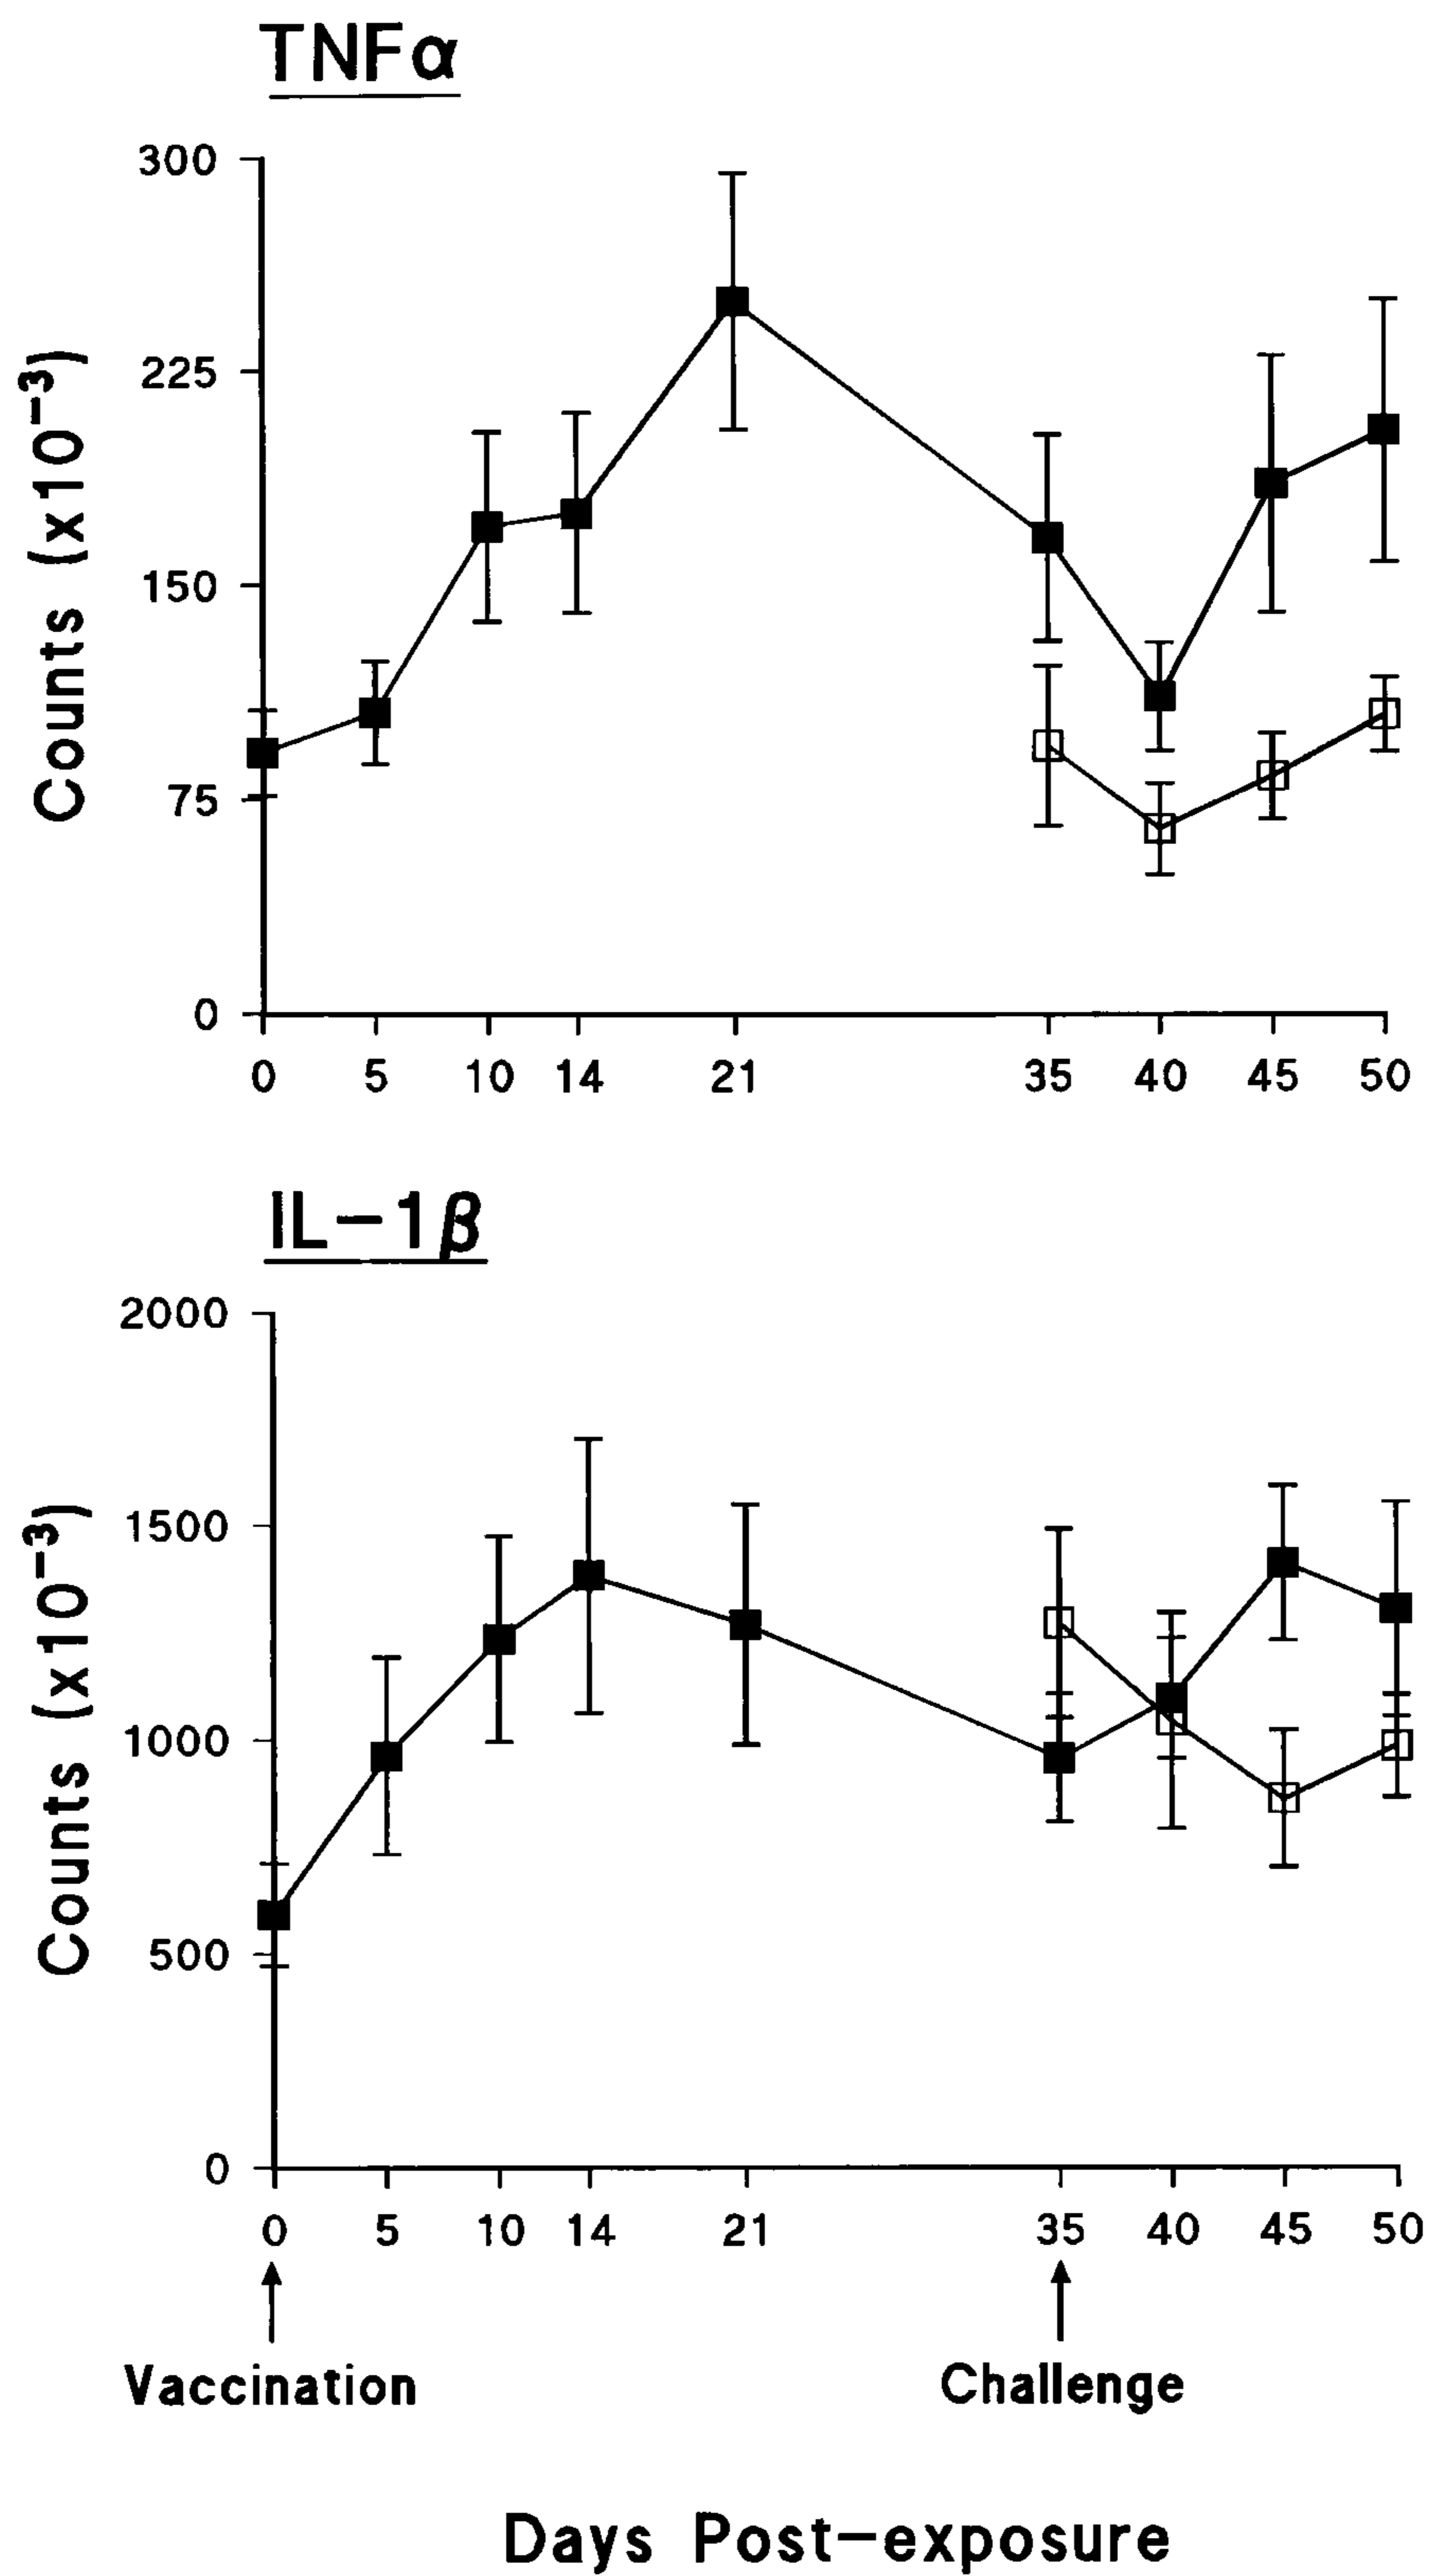 TNFα
300
225
150
75
0
Counts (x10⁻³)
0 5 10 14 21 35 40 45 50
IL-1β
2000
1500
1000
500
0
Counts (x10⁻³)
0 5 10 14 21 35 40 45 50
Vaccination Challenge
Days Post-exposure